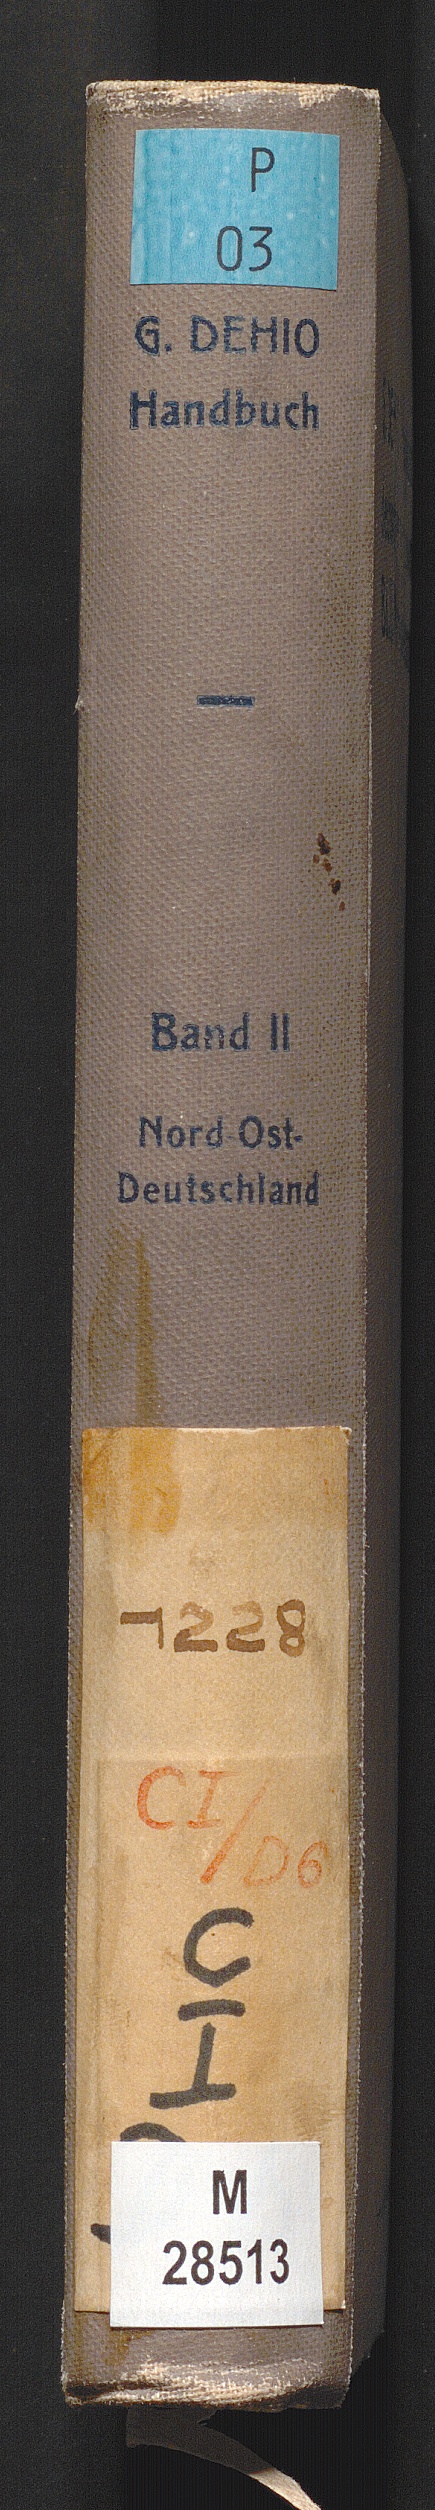 P
03
G. DEHIO
Handbuch
Band II
Nord-Ost-
Deutschland
1228
CI/D6
C
I
M
28513